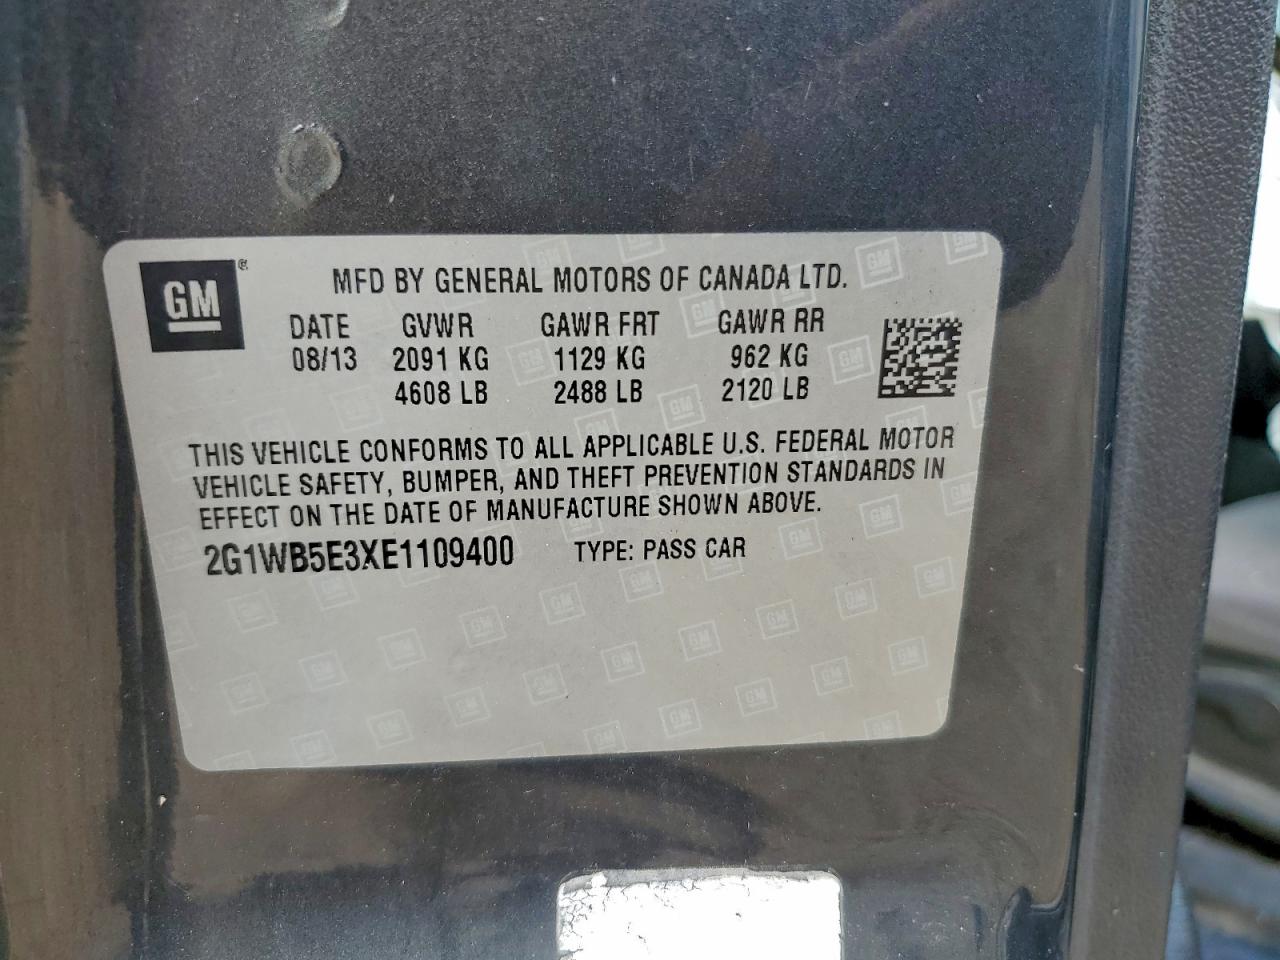 GM ®
MFD BY GENERAL MOTORS OF CANADA LTD.
DATE GVWR GAWR FRT GAWR RR
08/13 2091 KG 1129 KG 962 KG
4608 LB 2488 LB 2120 LB
THIS VEHICLE CONFORMS TO ALL APPLICABLE U.S. FEDERAL MOTOR
VEHICLE SAFETY, BUMPER, AND THEFT PREVENTION STANDARDS IN
EFFECT ON THE DATE OF MANUFACTURE SHOWN ABOVE.
2G1WB5E3XE1109400 TYPE: PASS CAR